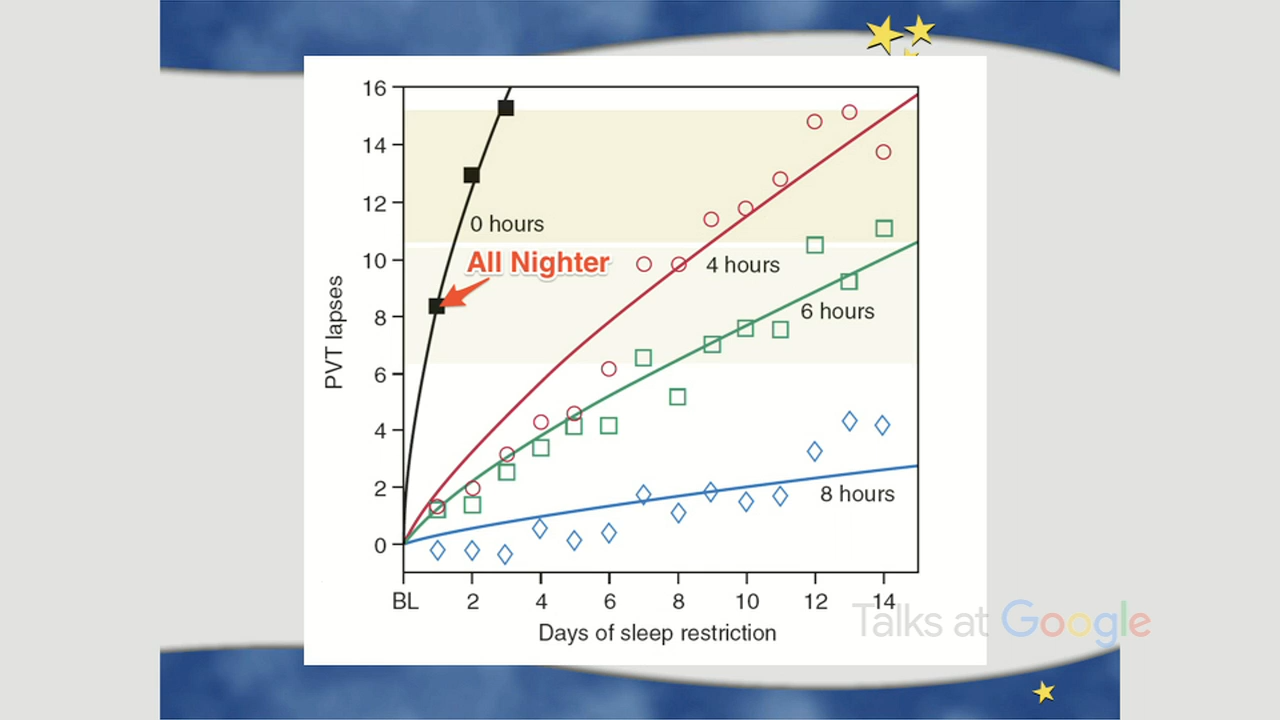 16
14
12
0 hours
All Nighter
10
4 hours
6 hours
8
PVT lapses
6
4
2
8 hours
0
BL 2 4 6 8 10 12 14
Days of sleep restriction
Talks at Google